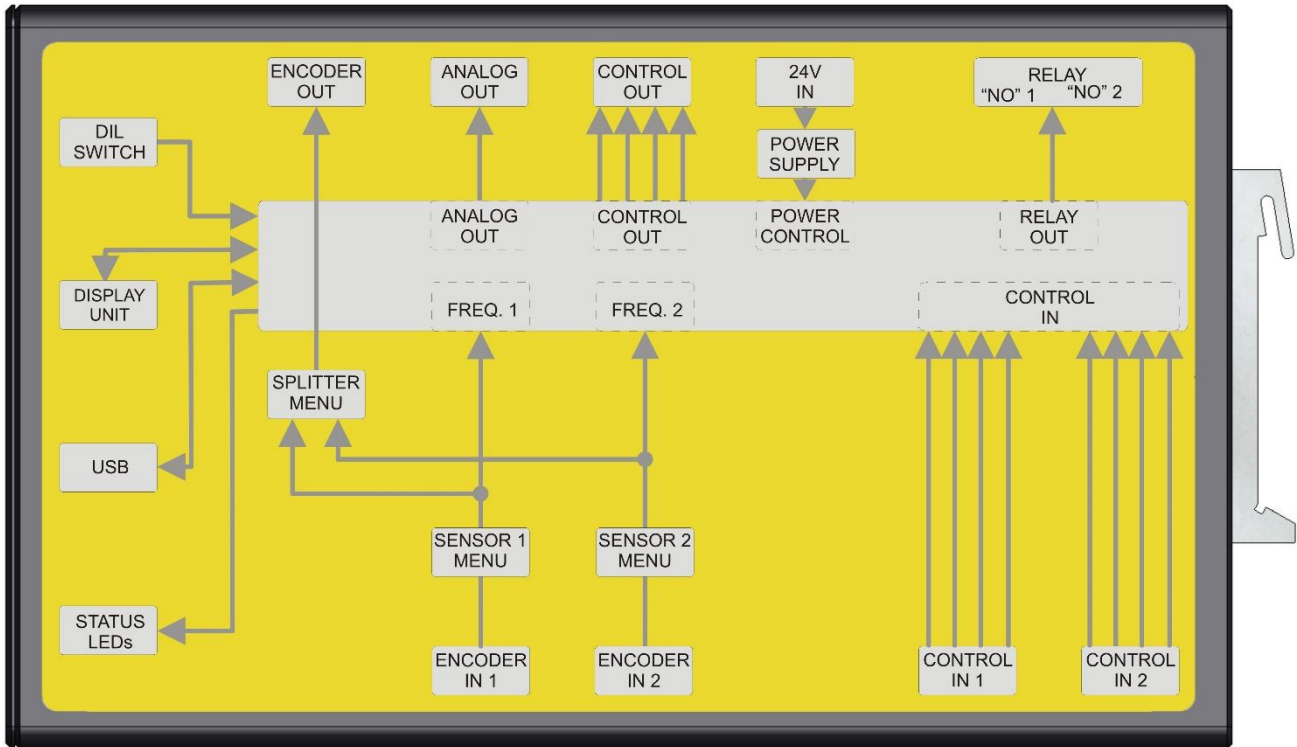 ENCODER
OUT
ANALOG
OUT
CONTROL
OUT
24V
IN
RELAY
“NO” 1 “NO” 2
DIL
SWITCH
POWER
SUPPLY
ANALOG
OUT
CONTROL
OUT
POWER
CONTROL
RELAY
OUT
DISPLAY
UNIT
FREQ. 1
FREQ. 2
CONTROL
IN
SPLITTER
MENU
USB
SENSOR 1
MENU
SENSOR 2
MENU
STATUS
LEDs
ENCODER
IN 1
ENCODER
IN 2
CONTROL
IN 1
CONTROL
IN 2